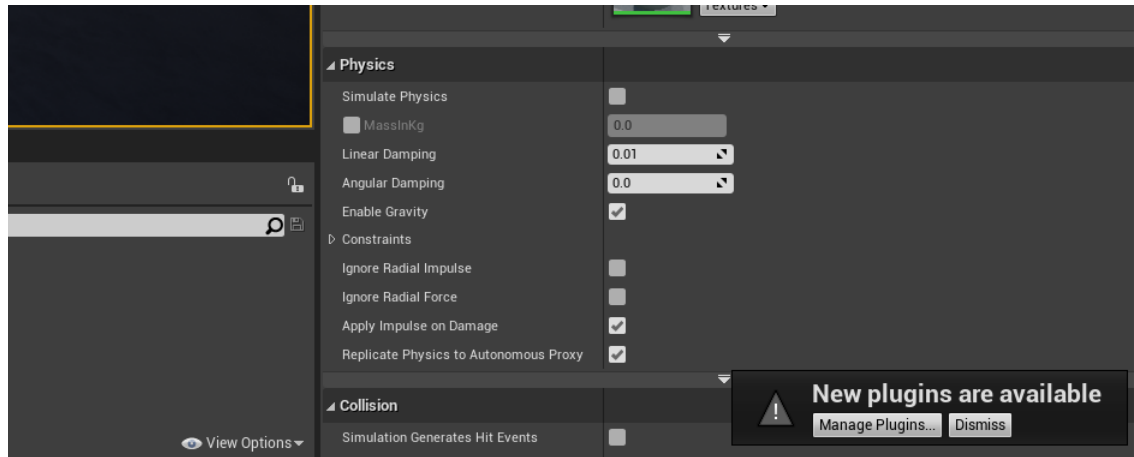 Textures
Physics
Simulate Physics
MassInKg 0.0
Linear Damping 0.01
Angular Damping 0.0
Enable Gravity
Constraints
Ignore Radial Impulse
Ignore Radial Force
Apply Impulse on Damage
Replicate Physics to Autonomous Proxy
Collision
Simulation Generates Hit Events
View Options
New plugins are available
Manage Plugins... Dismiss